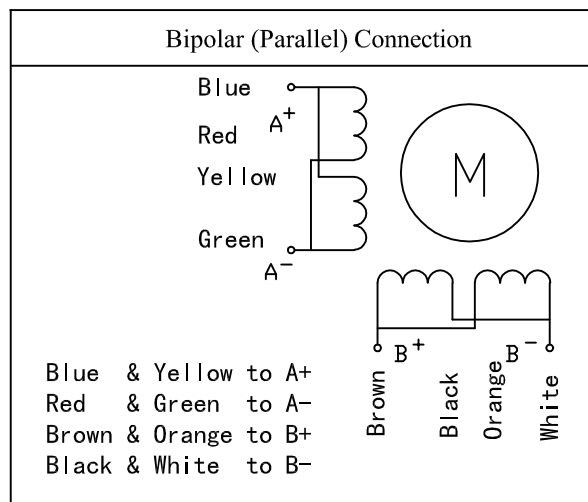 Bipolar (Parallel) Connection
Blue
A+
Red
Yellow
Green
A-
M
B+
B-
Brown
Black
Orange
White
Blue & Yellow to A+
Red & Green to A-
Brown & Orange to B+
Black & White to B-